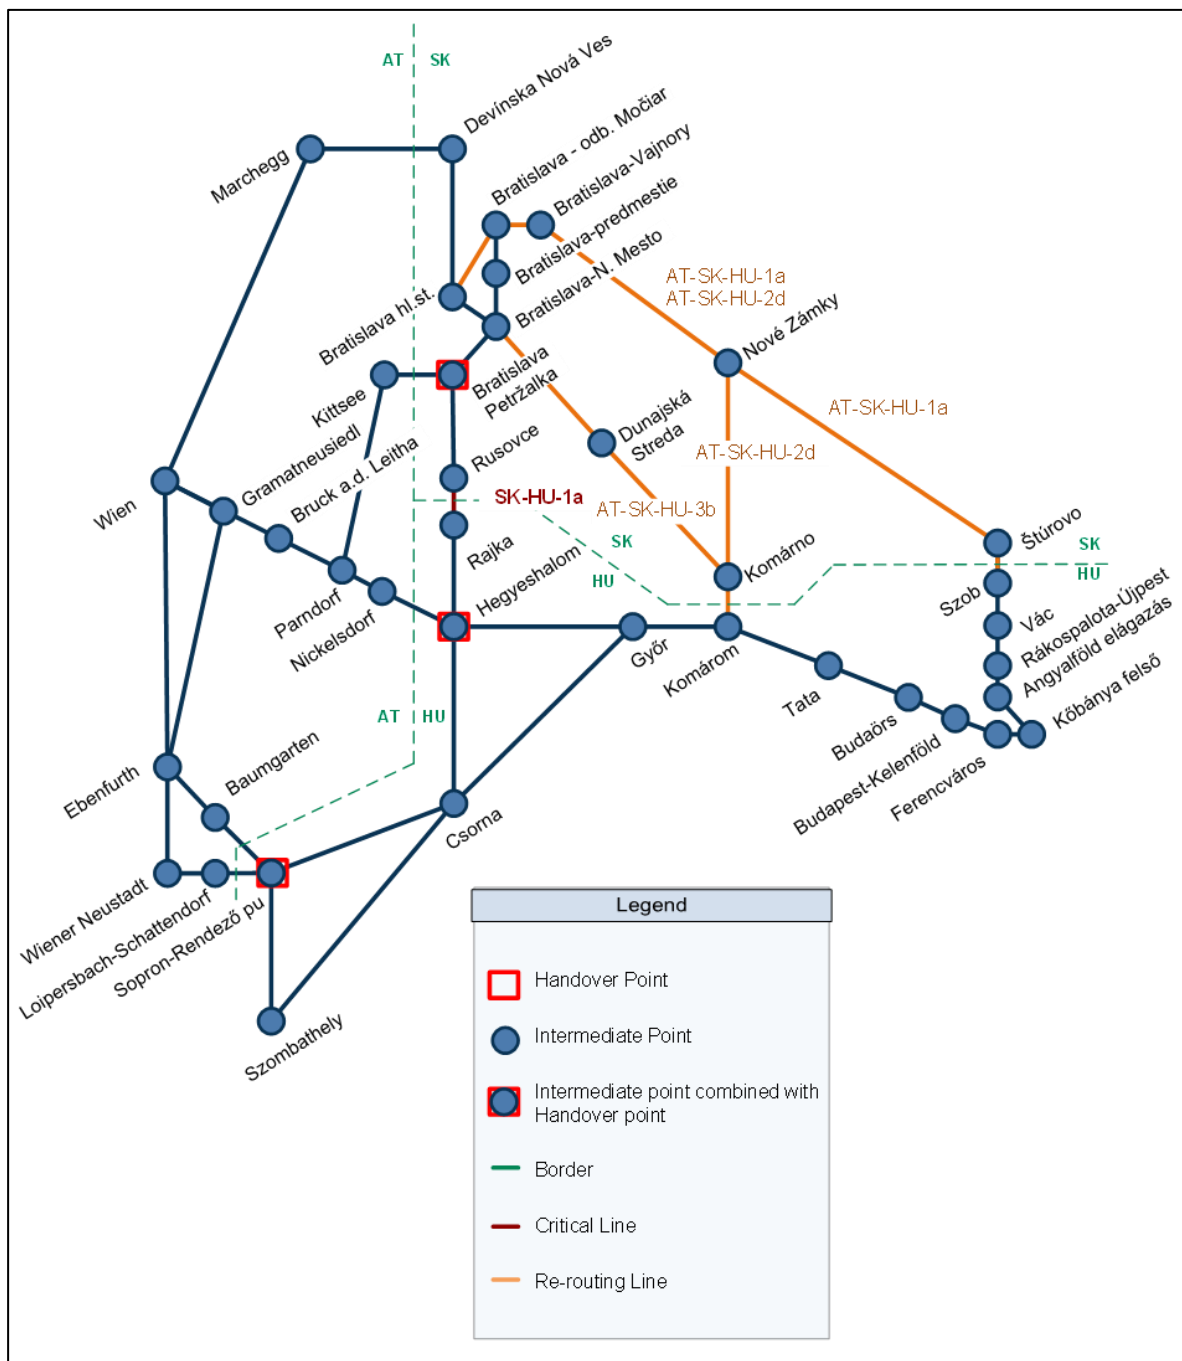 AT SK
Devínska Nová Ves
Marchegg
Bratislava - odb. Močiar
Bratislava-Vajnory
Bratislava-predmestie
Bratislava-N. Mesto
Bratislava hl.st.
AT-SK-HU-1a
AT-SK-HU-2d
Nové Zámky
Bratislava
Petržalka
Kittsee
AT-SK-HU-1a
Dunajská
Streda
Gramatneusiedl
Bruck a.d. Leitha
Rusovce
AT-SK-HU-2d
Wien
SK-HU-1a
AT-SK-HU-3b
Štúrovo
Rajka
SK
HU
SK
HU
Komárno
Hegyeshalom
Szob
Parndorf
Nickelsdorf
Vác
Győr
Komárom
Rákospalota-Újpest
Angyalföld elágazás
Tata
Kőbánya felső
AT HU
Budaörs
Budapest-Kelenföld
Ferencváros
Ebenfurth
Baumgarten
Csorna
Wiener Neustadt
Loipersbach-Schattendorf
Sopron-Rendező pu
Szombathely
Legend
Handover Point
Intermediate Point
Intermediate point combined with
Handover point
Border
Critical Line
Re-routing Line